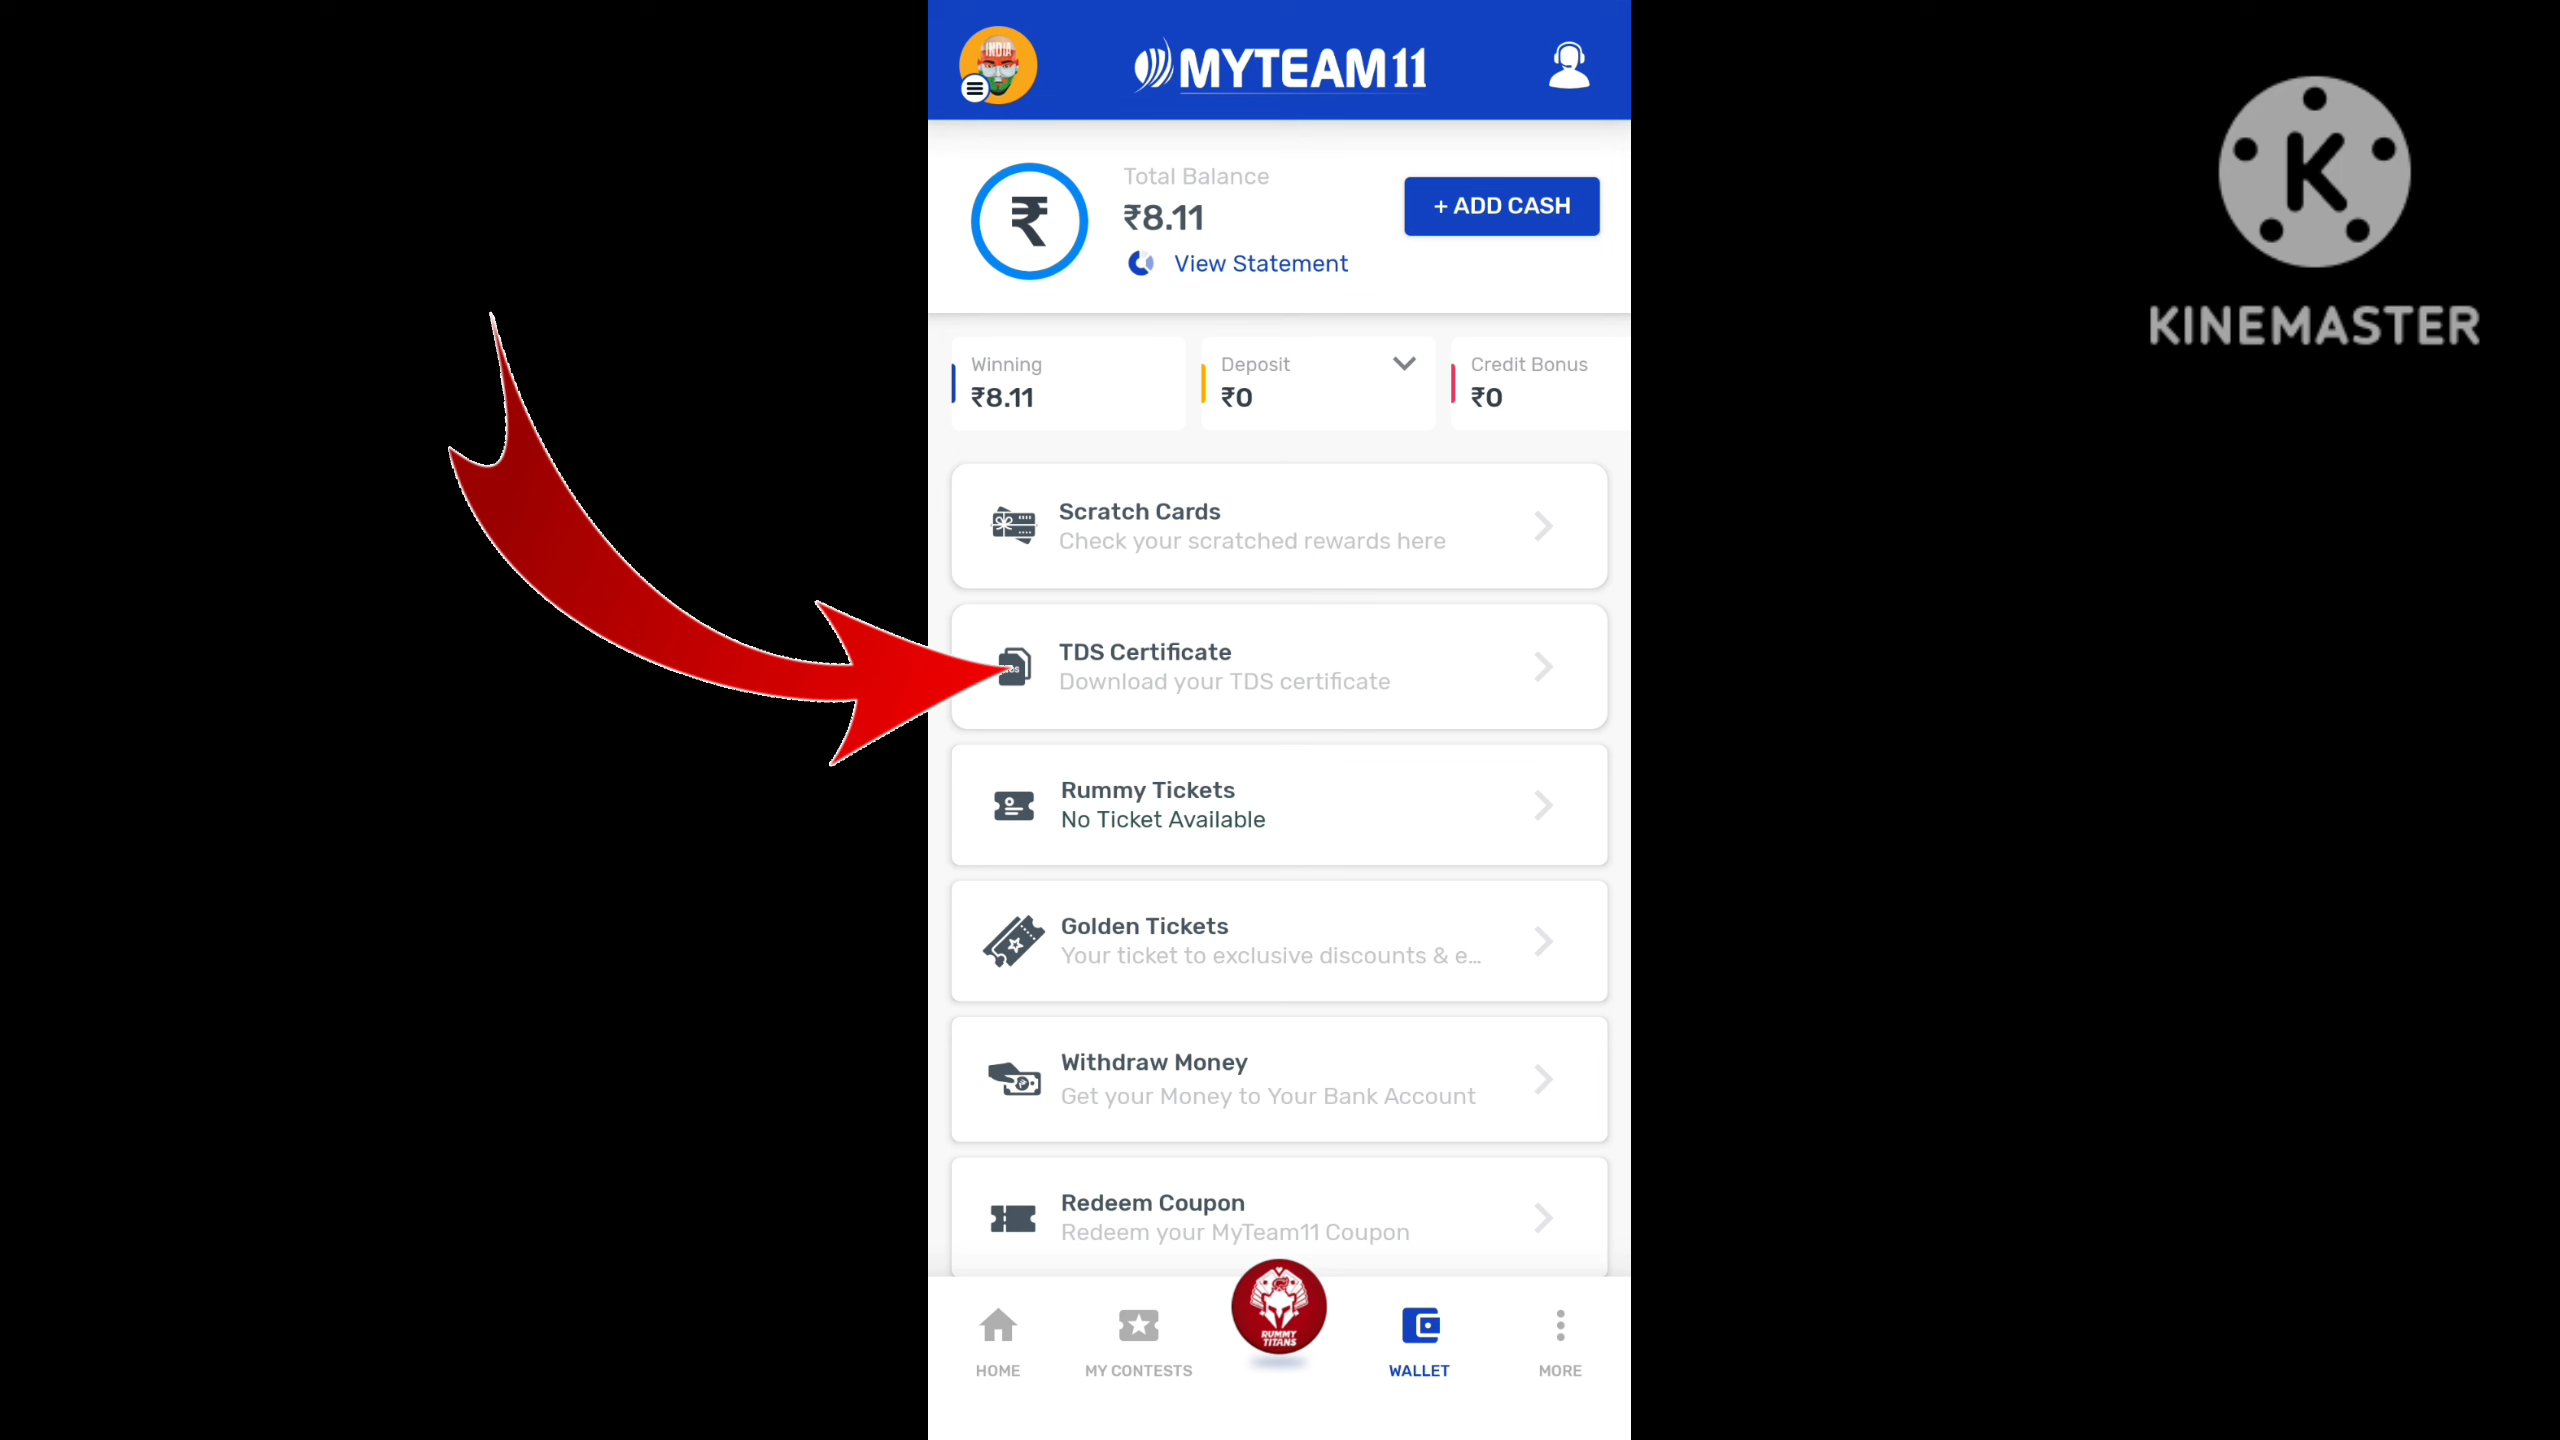 INDIA
MYTEAM11
KINEMASTER
Total Balance
₹8.11
+ ADD CASH
View Statement
Winning
₹8.11
Deposit
₹0
Credit Bonus
₹0
Scratch Cards
Check your scratched rewards here
TDS Certificate
Download your TDS certificate
Rummy Tickets
No Ticket Available
Golden Tickets
Your ticket to exclusive discounts & e...
Withdraw Money
Get your Money to Your Bank Account
Redeem Coupon
Redeem your MyTeam11 Coupon
RUMMY
TITANS
HOME
MY CONTESTS
WALLET
MORE